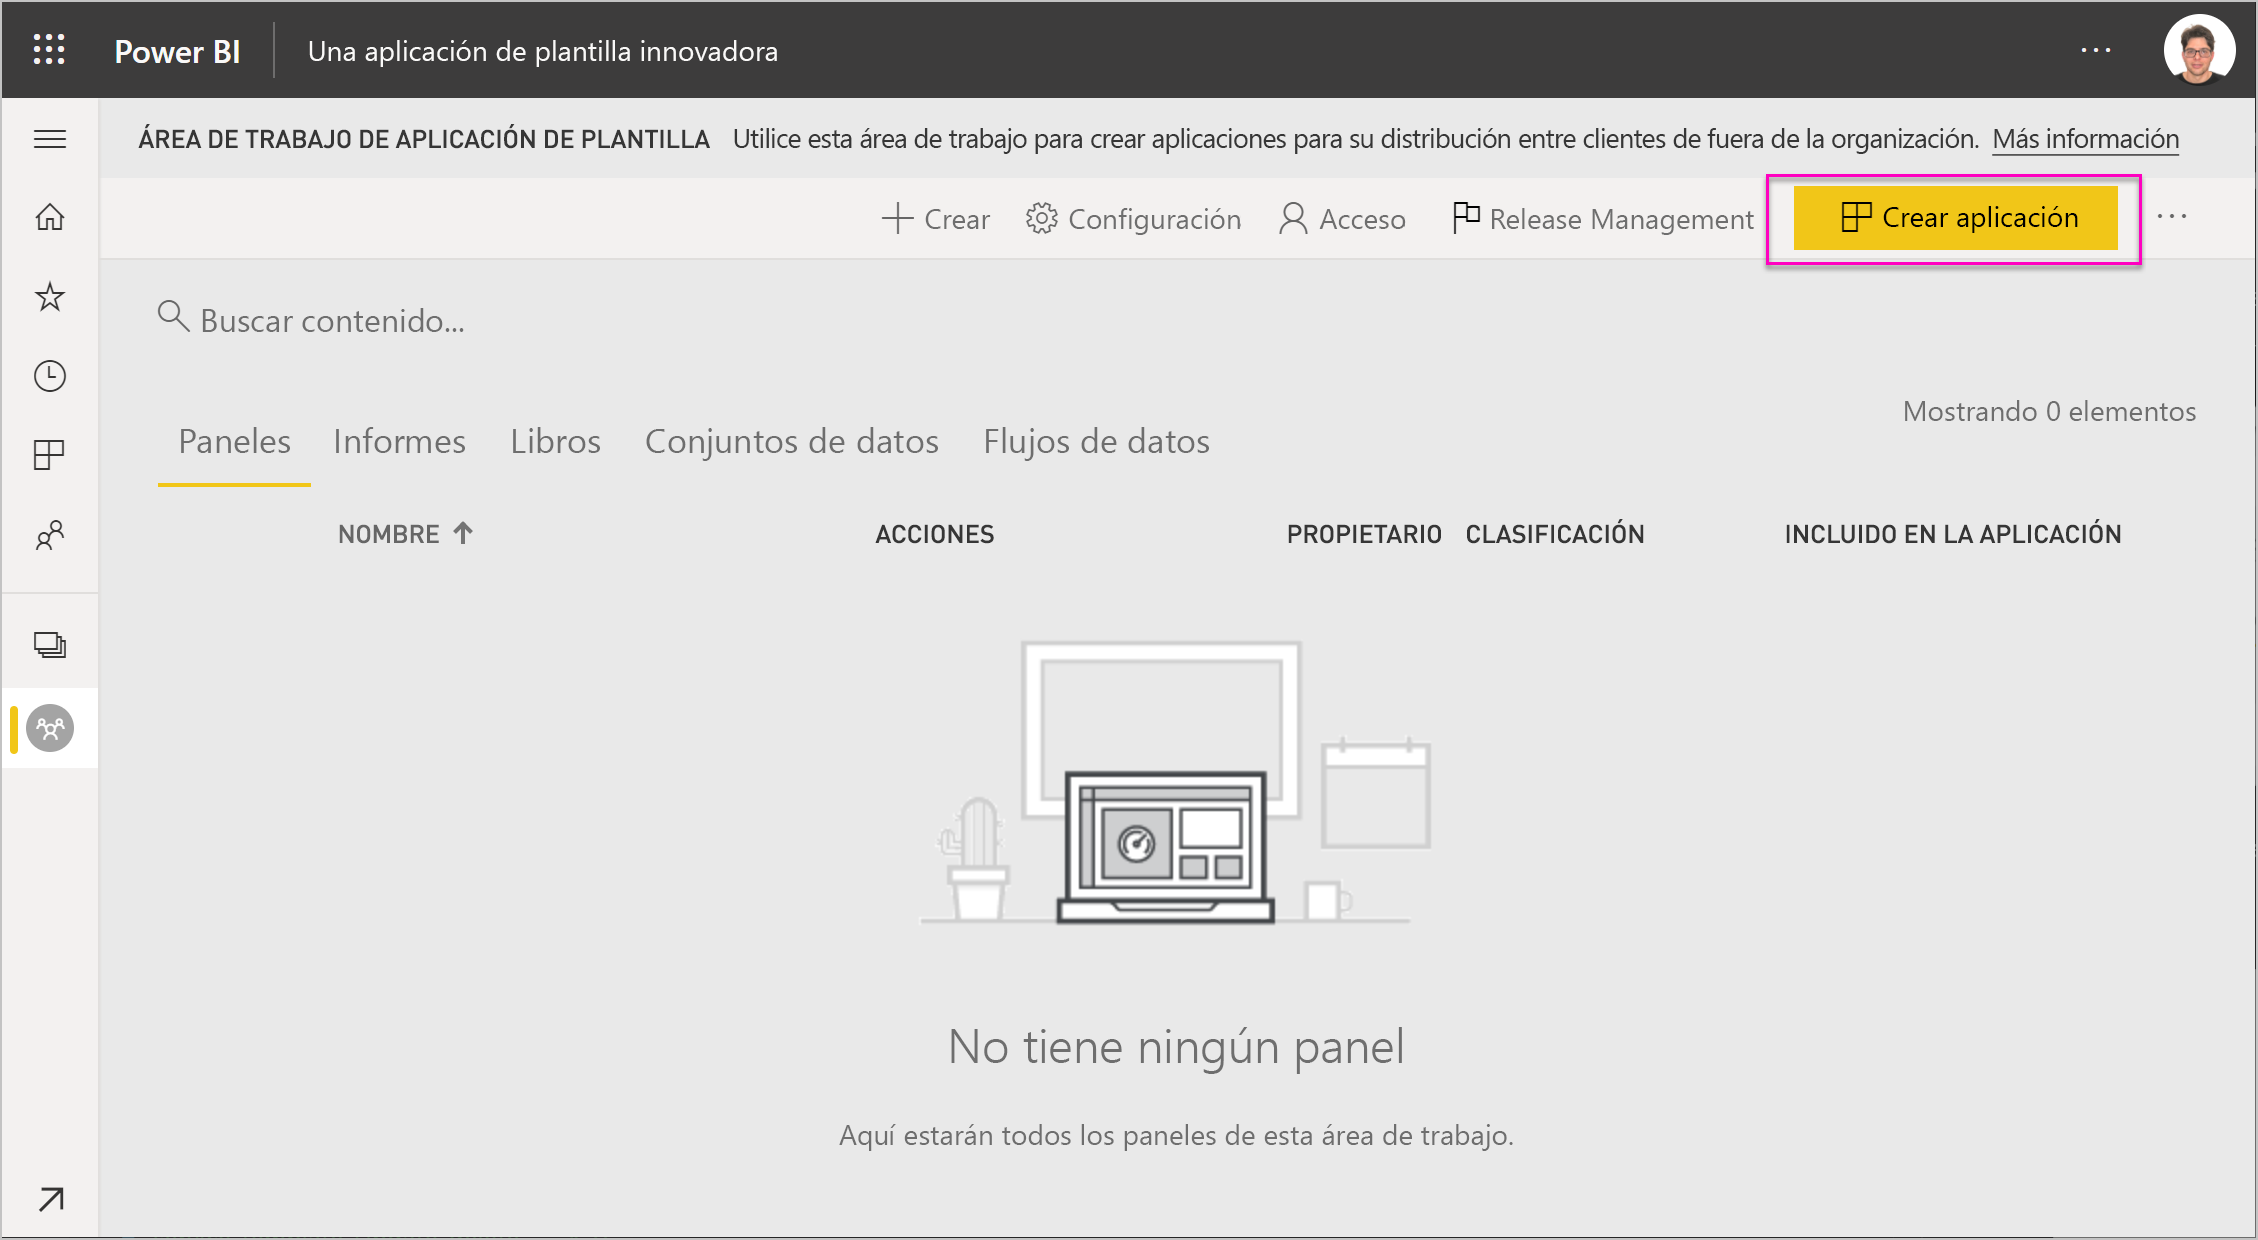 Power BI
Una aplicación de plantilla innovadora
ÁREA DE TRABAJO DE APLICACIÓN DE PLANTILLA Utilice esta área de trabajo para crear aplicaciones para su distribución entre clientes de fuera de la organización. Más información
Crear Configuración Acceso Release Management Crear aplicación
Buscar contenido...
Mostrando 0 elementos
Paneles Informes Libros Conjuntos de datos Flujos de datos
NOMBRE ACCIONES PROPIETARIO CLASIFICACIÓN INCLUIDO EN LA APLICACIÓN
No tiene ningún panel
Aquí estarán todos los paneles de esta área de trabajo.